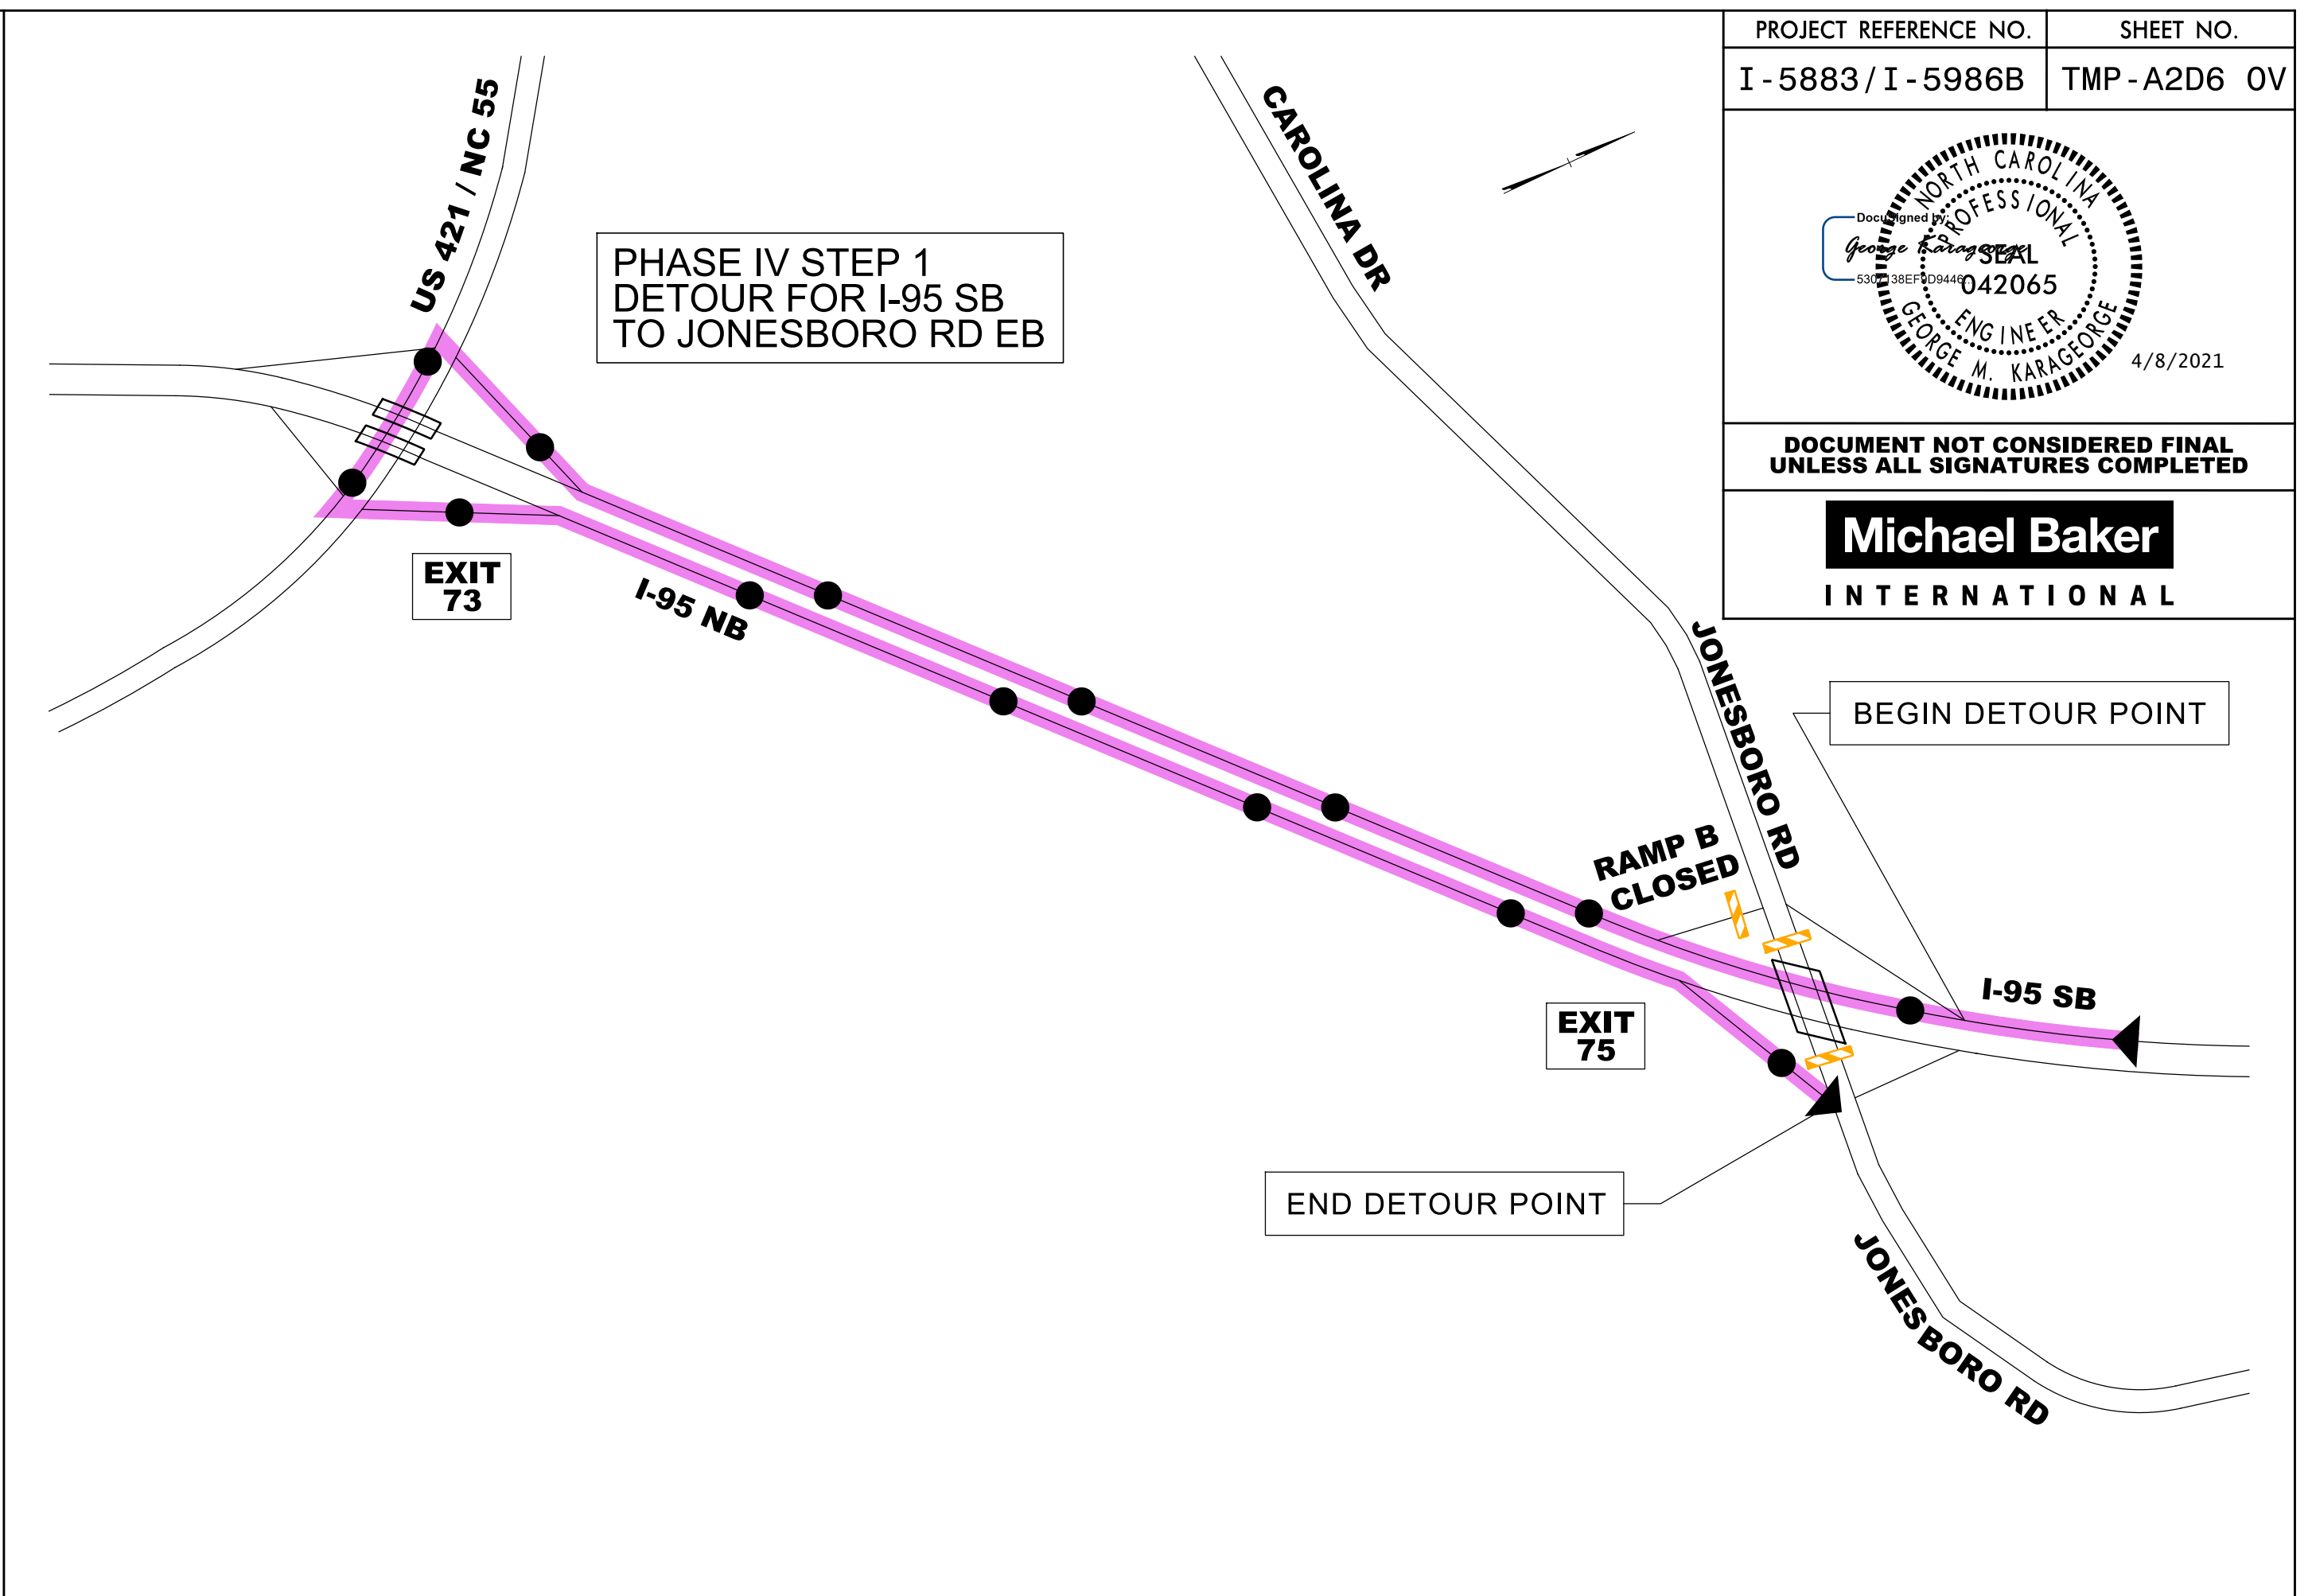 PROJECT REFERENCE NO.
SHEET NO.
I-5883/I-5986B
TMP-A2D6 OV
NORTH CAROLINA
PROFESSIONAL
DocuSigned by:
George Karageorge
SEAL
042065
ENGINEER
GEORGE M. KARAGEORGE
4/8/2021
DOCUMENT NOT CONSIDERED FINAL
UNLESS ALL SIGNATURES COMPLETED
Michael Baker
INTERNATIONAL
US 421 / NC 55
CAROLINA DR
PHASE IV STEP 1
DETOUR FOR I-95 SB
TO JONESBORO RD EB
EXIT
73
I-95 NB
JONESBORO RD
BEGIN DETOUR POINT
RAMP B
CLOSED
I-95 SB
EXIT
75
END DETOUR POINT
JONESBORO RD